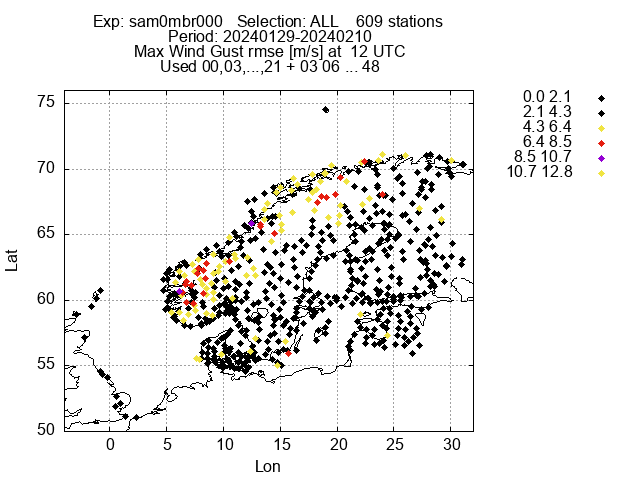 Exp: sam0mbr000 Selection: ALL 609 stations
Period: 20240129-20240210
Max Wind Gust rmse [m/s] at 12 UTC
Used 00,03,...,21 + 03 06 ... 48
0.0 2.1
2.1 4.3
4.3 6.4
6.4 8.5
8.5 10.7
10.7 12.8
75
70
65
60
55
50
Lat
0 5 10 15 20 25 30
Lon